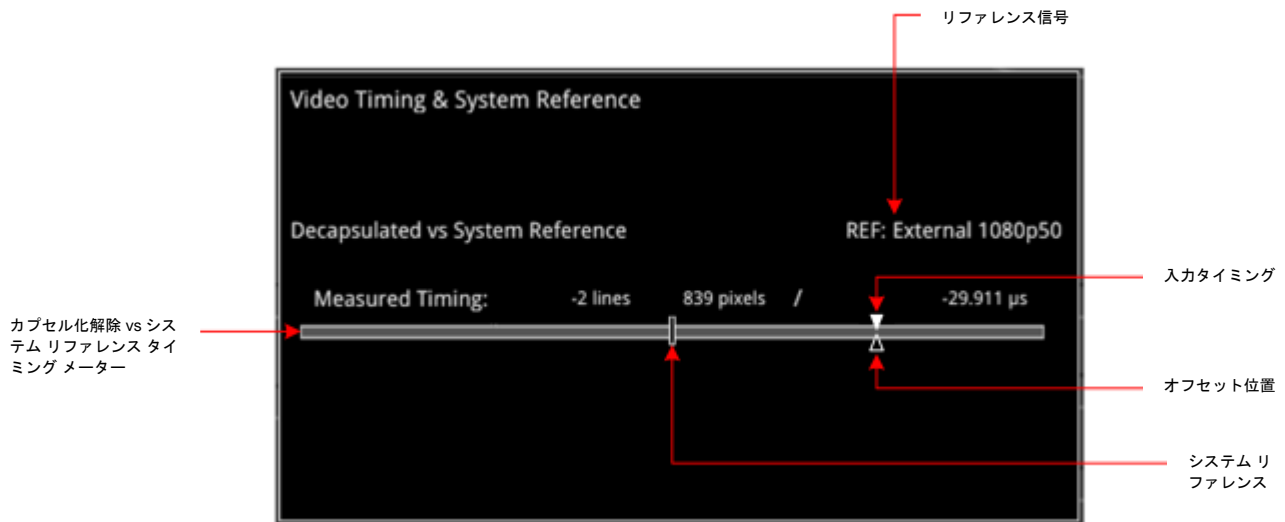 リファレンス信号
Video Timing & System Reference
Decapsulated vs System Reference
REF: External 1080p50
Measured Timing: -2 lines 839 pixels / -29.911 µs
入力タイミング
カプセル化解除 vs シス
テム リファレンス タイ
ミング メーター
オフセット位置
システム リ
ファレンス